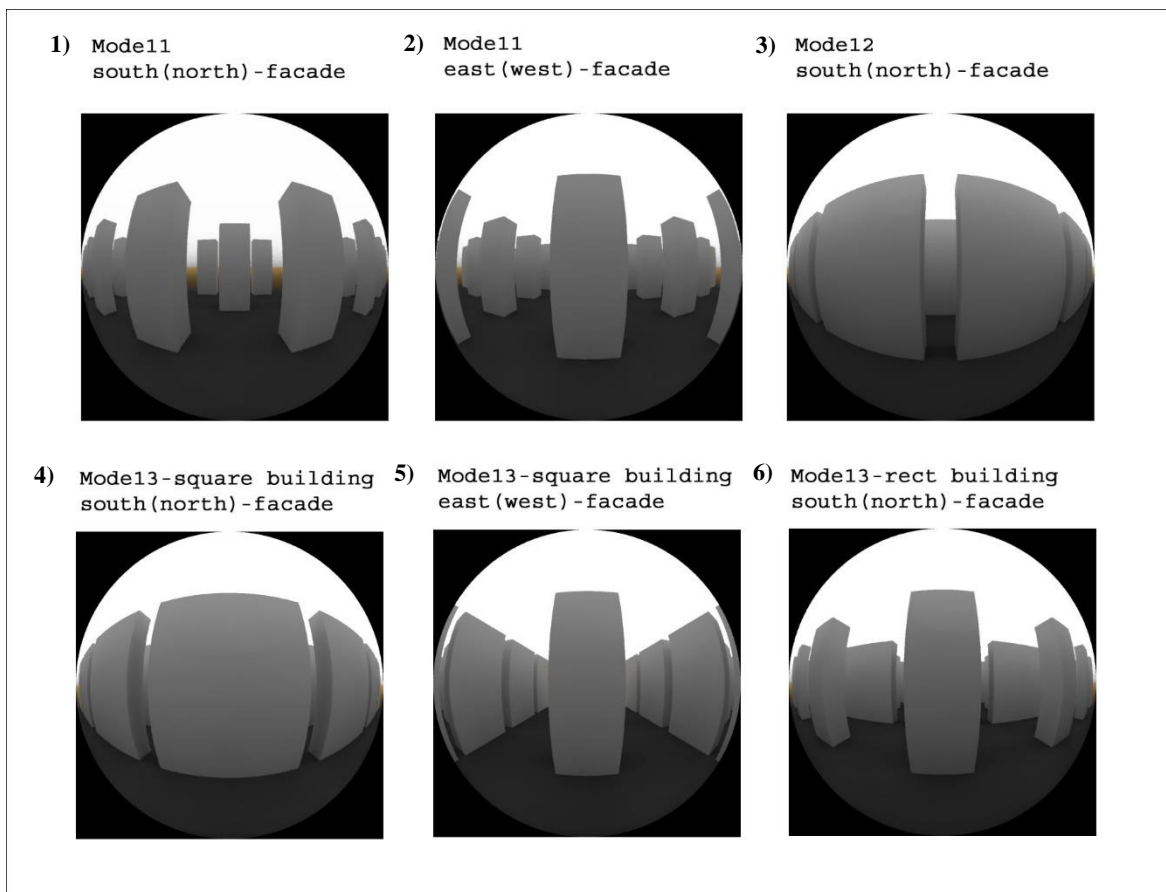 1) Mode11
south(north)-facade
2) Mode11
east(west)-facade
3) Mode12
south(north)-facade
4) Mode13-square building
south(north)-facade
5) Mode13-square building
east(west)-facade
6) Mode13-rect building
south(north)-facade